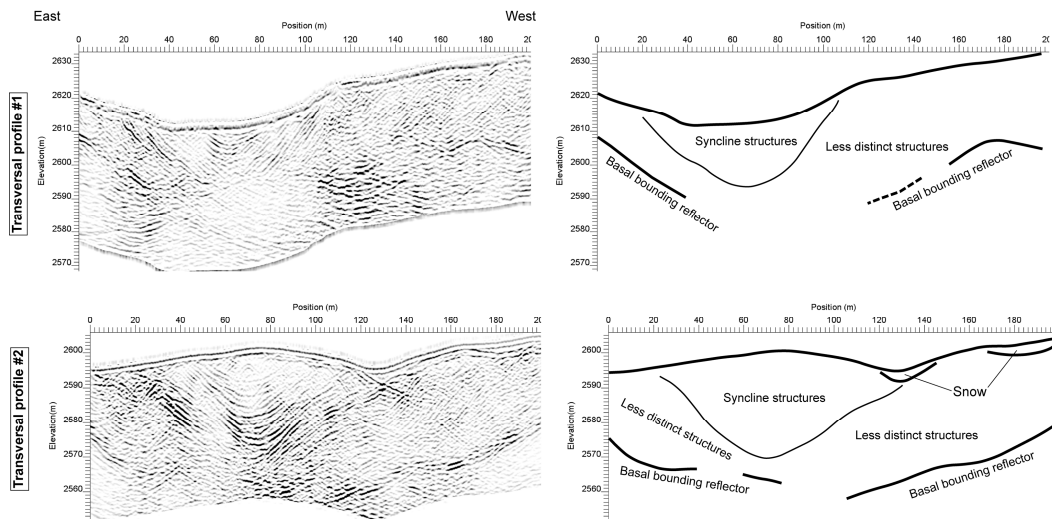 East
West
Position (m)
Position (m)
0 20 40 60 80 100 120 140 160 180 20
0 20 40 60 80 100 120 140 160 180 20
Transversal profile #1
Elevation(m)
2630
2620
2610
2600
2590
2580
2570
Elevation(m)
2630
2620
2610
2600
2590
2580
2570
Syncline structures
Less distinct structures
Basal bounding reflector
Basal bounding reflector
Position (m)
Position (m)
0 20 40 60 80 100 120 140 160 180 20
0 20 40 60 80 100 120 140 160 180
Transversal profile #2
Elevation(m)
2600
2590
2580
2570
2560
Elevation(m)
2600
2590
2580
2570
2560
Syncline structures
Snow
Less distinct structures
Less distinct structures
Basal bounding reflector
Basal bounding reflector